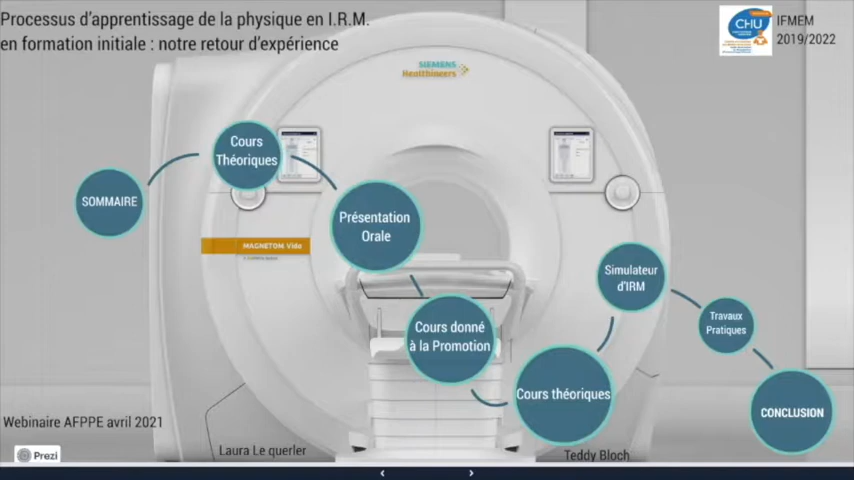 Processus d'apprentissage de la physique en I.R.M.
en formation initiale : notre retour d'expérience
CHU
IFMEM
2019/2022
SIEMENS
Healthineers
SOMMAIRE
Cours
Théoriques
Présentation
Orale
MAGNETOM Vida
Cours donné
à la Promotion
Cours théoriques
Simulateur
d'IRM
Travaux
Pratiques
CONCLUSION
Webinaire AFPPE avril 2021
Laura Le querler
Teddy Bloch
Prezi